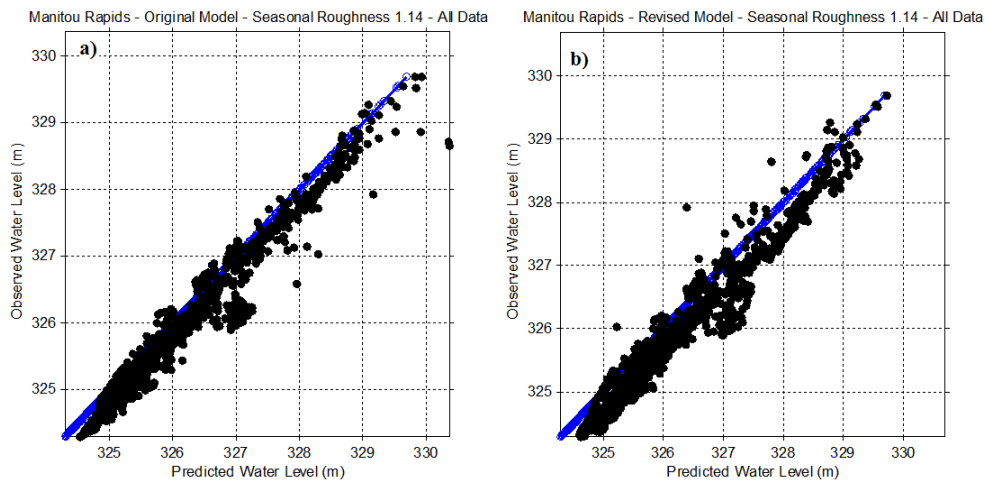 Manitou Rapids - Original Model - Seasonal Roughness 1.14 - All Data
a)
330
329
328
327
326
325
Observed Water Level (m)
325 326 327 328 329 330
Predicted Water Level (m)
Manitou Rapids - Revised Model - Seasonal Roughness 1.14 - All Data
b)
330
329
328
327
326
325
Observed Water Level (m)
325 326 327 328 329 330
Predicted Water Level (m)